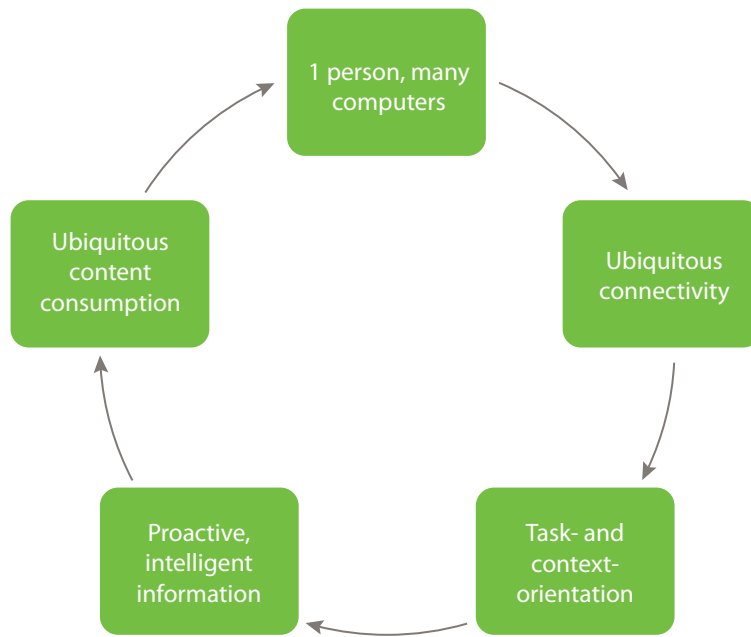 1 person, many
computers
Ubiquitous
connectivity
Task- and
context-
orientation
Proactive,
intelligent
information
Ubiquitous
content
consumption